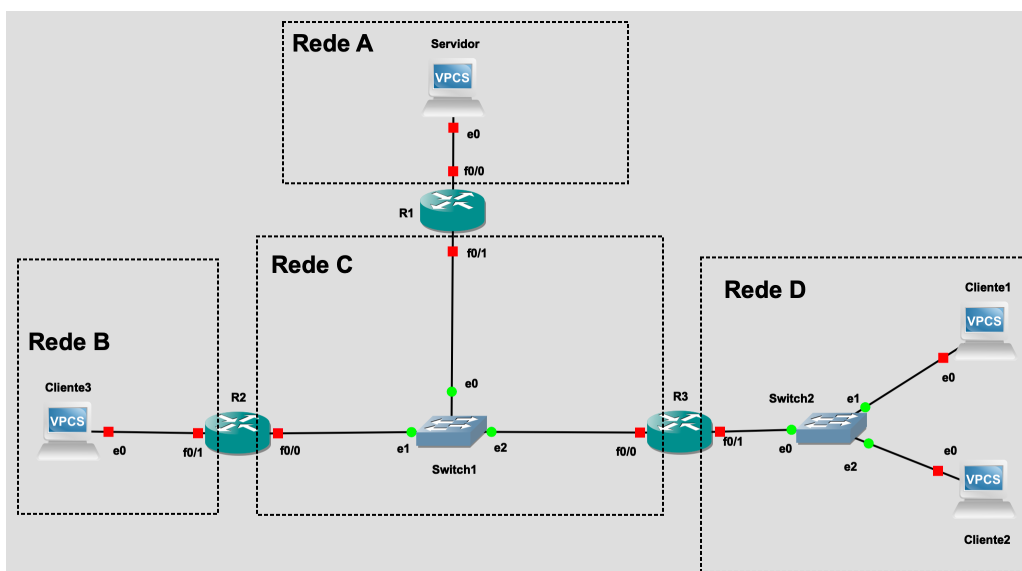 Rede A
Servidor
VPCS
e0
f0/0
R1
f0/1
Rede C
Rede B
Cliente3
VPCS
e0
f0/1
R2
f0/0
e0
e1
Switch1
e2
f0/0
R3
f0/1
Rede D
Cliente1
VPCS
e0
Switch2
e1
e0
e2
e0
VPCS
Cliente2